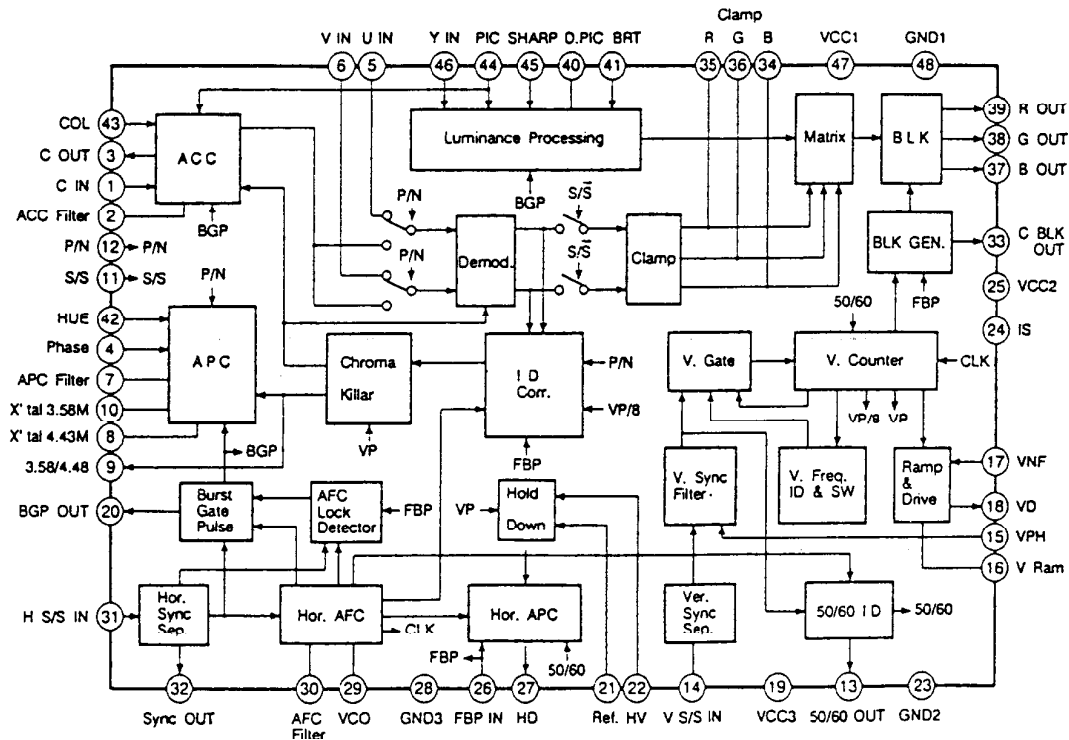 Clamp
V IN U IN Y IN PIC SHARP D.PIC BRT R G B VCC1 GND1
6 5 46 44 45 40 41 35 36 34 47 48
43 COL
3 C OUT
1 C IN
2 ACC Filter
12 P/N P/N
11 S/S S/S
42 HUE
4 Phase
7 APC Filter
10 X'tal 3.58M
8 X'tal 4.43M
9 3.58/4.48
20 BGP OUT
31 H S/S IN
ACC
BGP
Luminance Processing
BGP
Matrix
BLK
39 R OUT
38 G OUT
37 B OUT
P/N
P/N
Demod.
S/S̅
S/S̅
Clamp
BLK GEN.
FBP
33 C BLK OUT
25 VCC2
24 IS
P/N
APC
BGP
Chroma
Killar
VP
ID
Corr.
P/N
VP/8
FBP
V. Gate
50/60
V. Counter
CLK
VP/8 VP
V. Sync
Filter
V. Freq.
ID & SW
Ramp
&
Drive
17 VNF
18 VD
15 VPH
16 V Ram
Burst
Gate
Pulse
AFC
Lock
Detector
FBP
VP
Hold
Down
Hor.
Sync
Sep.
Hor. AFC
CLK
Hor. APC
FBP
50/60
Ver.
Sync
Sep.
50/60 ID
50/60
32 30 29 28 26 27 21 22 14 19 13 23
Sync OUT AFC Filter VCO GND3 FBP IN HD Ref. HV V S/S IN VCC3 50/60 OUT GND2